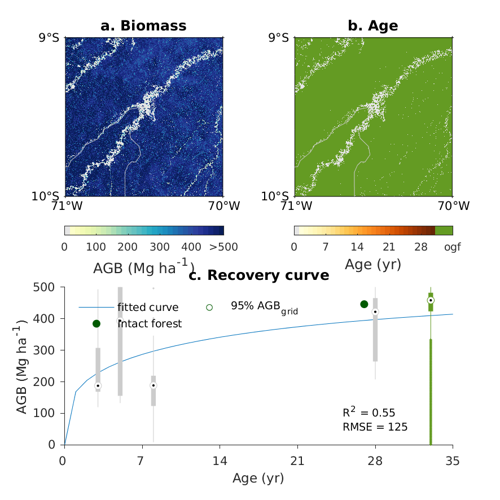 a. Biomass
b. Age
9°S
10°S
71°W
70°W
9°S
10°S
71°W
70°W
0 100 200 300 400 >500
AGB (Mg ha-1)
0 7 14 21 28 ogf
Age (yr)
c. Recovery curve
500
400
300
200
100
0
AGB (Mg ha-1)
fitted curve
95% AGBgrid
intact forest
R2 = 0.55
RMSE = 125
0 7 14 21 28 35
Age (yr)